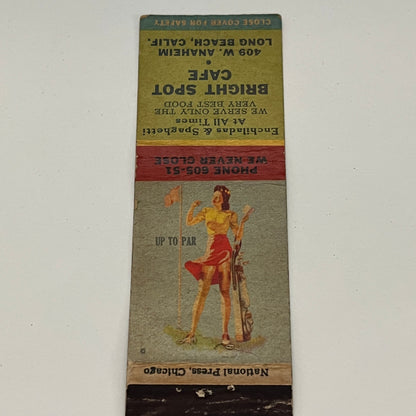 CLOSE COVER FOR SAFETY
Enchiladas & Spaghetti
At All Times
WE SERVE ONLY THE
VERY BEST FOOD
BRIGHT SPOT
CAFE
•
409 W. ANAHEIM
LONG BEACH, CALIF.
WE NEVER CLOSE
PHONE 605-51
UP TO PAR
National Press, Chicago